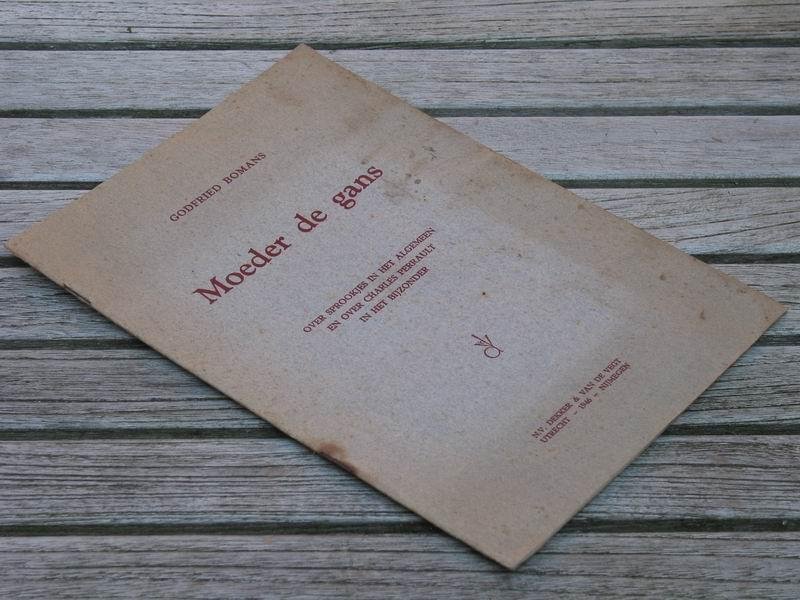 GODFRIED BOMANS
Moeder de gans
OVER SPROOKJES IN HET ALGEMEEN
EN OVER CHARLES PERRAULT
IN HET BIJZONDER
N.V. DEKKER & VAN DE VEGT
UTRECHT – 1946 – NIJMEGEN